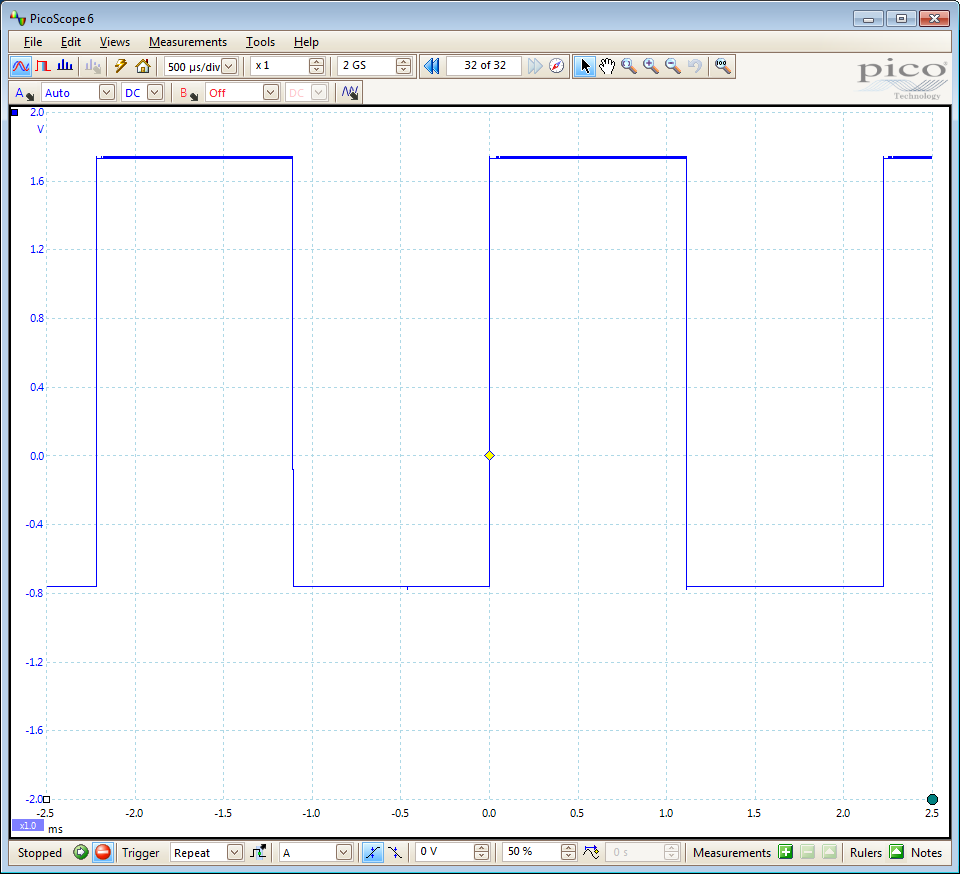 PicoScope 6
File Edit Views Measurements Tools Help
500 µs/div x 1 2 GS 32 of 32 100
pico
Technology
A Auto DC B Off DC
2.0
V
1.6
1.2
0.8
0.4
0.0
-0.4
-0.8
-1.2
-1.6
-2.0
-2.5 -2.0 -1.5 -1.0 -0.5 0.0 0.5 1.0 1.5 2.0 2.5
x1.0 ms
Stopped Trigger Repeat A 0 V 50 % 0 s Measurements Rulers Notes